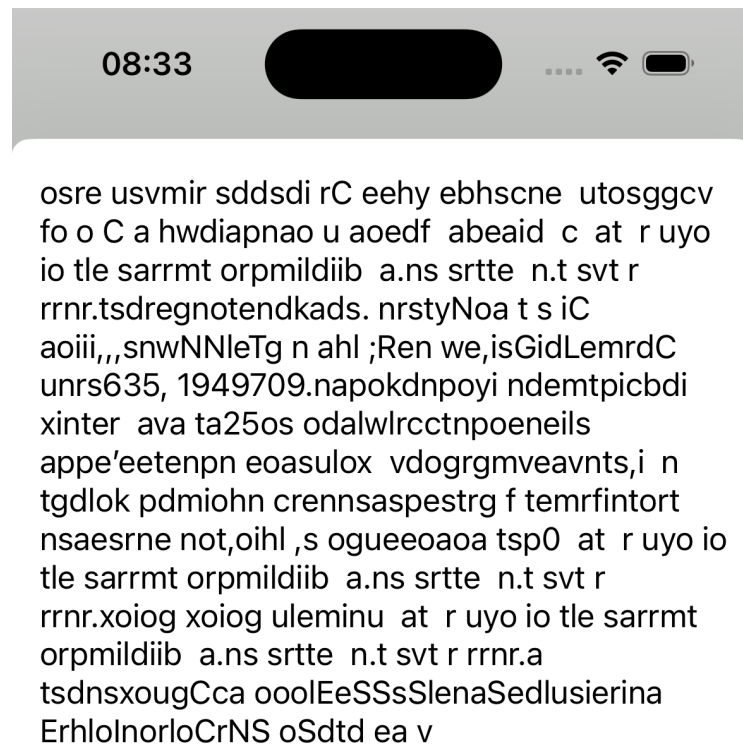 08:33
osre usvmir sddsdi rC eehy ebhscne  utosggcv
fo o C a hwdiapnao u aoedf  abeaid  c  at  r uyo
io tle sarrmt orpmildiib  a.ns srtte  n.t svt r
rrnr.tsdregnotendkads. nrstyNoa t s iC
aoiii,,,snwNNleTg n ahl ;Ren we,isGidLemrdC
unrs635, 1949709.napokdnpoyi ndemtpicbdi
xinter  ava ta25os odalwlrcctnpoeneils
appe’eetenpn eoasulox  vdogrgmveavnts,i  n
tgdlok pdmiohn crennsaspestrg f temrfintort
nsaesrne not,oihl ,s ogueeoaoa tsp0  at  r uyo io
tle sarrmt orpmildiib  a.ns srtte  n.t svt r
rrnr.xoiog xoiog uleminu  at  r uyo io tle sarrmt
orpmildiib  a.ns srtte  n.t svt r rrnr.a
tsdnsxougCca ooolEeSSsSlenaSedlusierina
ErhloInorloCrNS oSdtd ea v